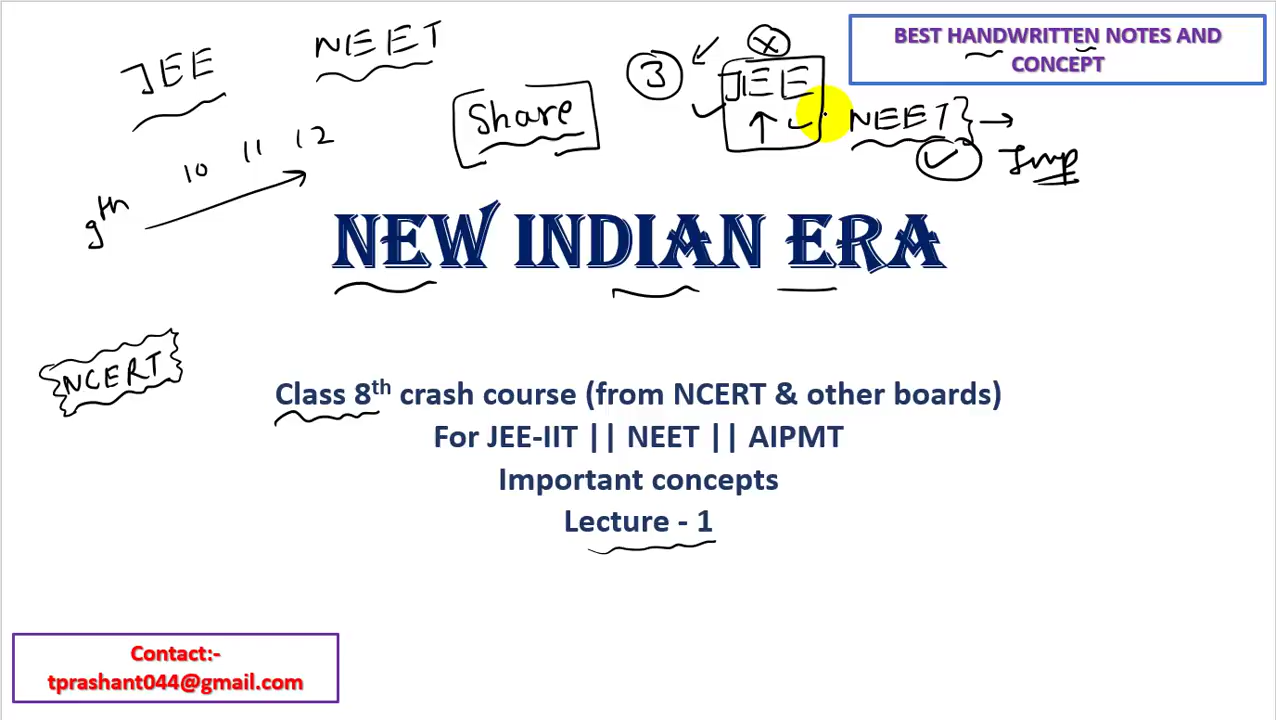 JEE
NEET
Share
3
x
JEE
NEET
Imp
BEST HANDWRITTEN NOTES AND
CONCEPT
9th 10 11 12
NEW INDIAN ERA
NCERT
Class 8th crash course (from NCERT & other boards)
For JEE-IIT || NEET || AIPMT
Important concepts
Lecture - 1
Contact:-
tprashant044@gmail.com